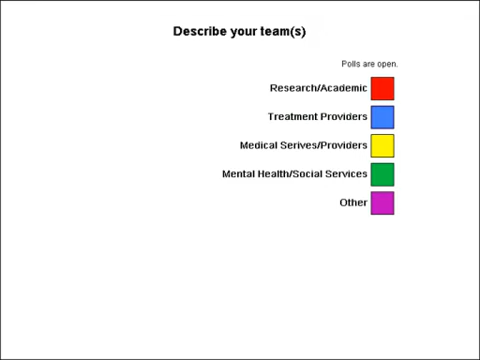 Describe your team(s)
Polls are open.
Research/Academic
Treatment Providers
Medical Serives/Providers
Mental Health/Social Services
Other